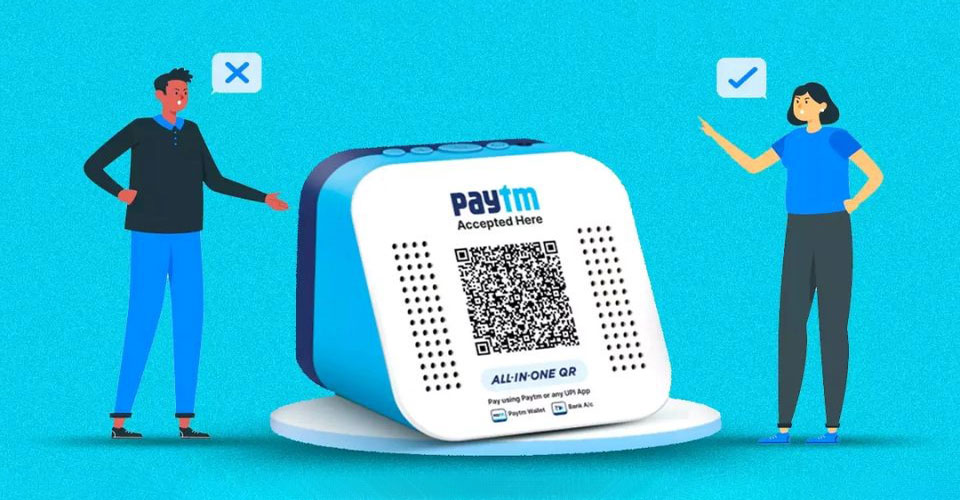 paytm
Accepted Here
ALL-IN-ONE QR
Pay using Paytm or any UPI App
Paytm Wallet
Bank A/c